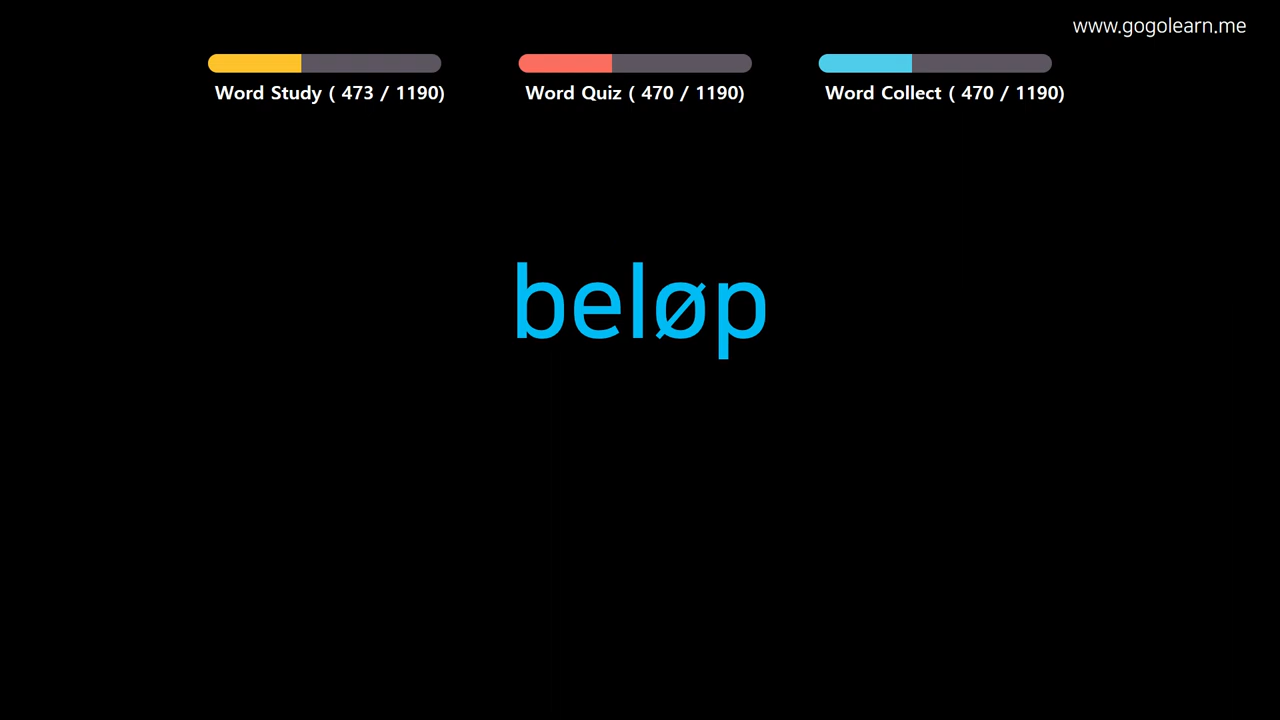 www.gogolearn.me
Word Study ( 473 / 1190)
Word Quiz ( 470 / 1190)
Word Collect ( 470 / 1190)
beløp